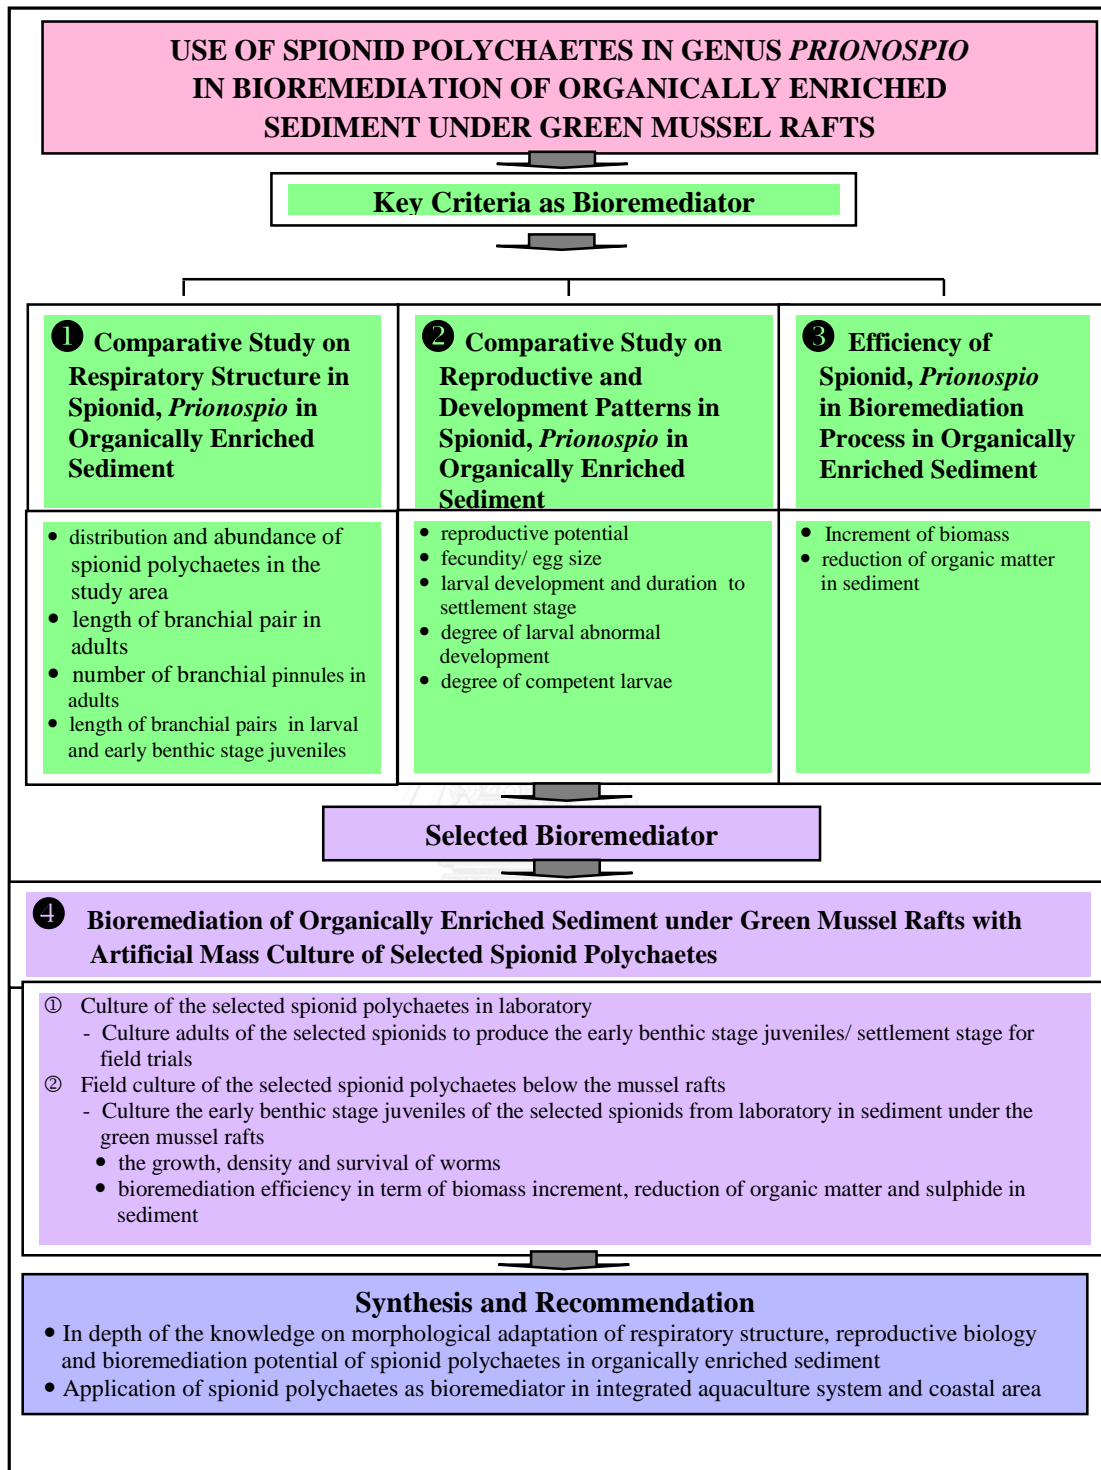 USE OF SPIONID POLYCHAETES IN GENUS PRIONOSPIO
IN BIOREMEDIATION OF ORGANICALLY ENRICHED
SEDIMENT UNDER GREEN MUSSEL RAFTS
Key Criteria as Bioremediator
❶ Comparative Study on
Respiratory Structure in
Spionid, Prionospio in
Organically Enriched
Sediment
• distribution and abundance of
spionid polychaetes in the
study area
• length of branchial pair in
adults
• number of branchial pinnules in
adults
• length of branchial pairs in larval
and early benthic stage juveniles
❷ Comparative Study on
Reproductive and
Development Patterns in
Spionid, Prionospio in
Organically Enriched
Sediment
• reproductive potential
• fecundity/ egg size
• larval development and duration to
settlement stage
• degree of larval abnormal
development
• degree of competent larvae
❸ Efficiency of
Spionid, Prionospio
in Bioremediation
Process in Organically
Enriched Sediment
• Increment of biomass
• reduction of organic matter
in sediment
Selected Bioremediator
❹ Bioremediation of Organically Enriched Sediment under Green Mussel Rafts with
Artificial Mass Culture of Selected Spionid Polychaetes
① Culture of the selected spionid polychaetes in laboratory
- Culture adults of the selected spionids to produce the early benthic stage juveniles/ settlement stage for
field trials
② Field culture of the selected spionid polychaetes below the mussel rafts
- Culture the early benthic stage juveniles of the selected spionids from laboratory in sediment under the
green mussel rafts
• the growth, density and survival of worms
• bioremediation efficiency in term of biomass increment, reduction of organic matter and sulphide in
sediment
Synthesis and Recommendation
• In depth of the knowledge on morphological adaptation of respiratory structure, reproductive biology
and bioremediation potential of spionid polychaetes in organically enriched sediment
• Application of spionid polychaetes as bioremediator in integrated aquaculture system and coastal area